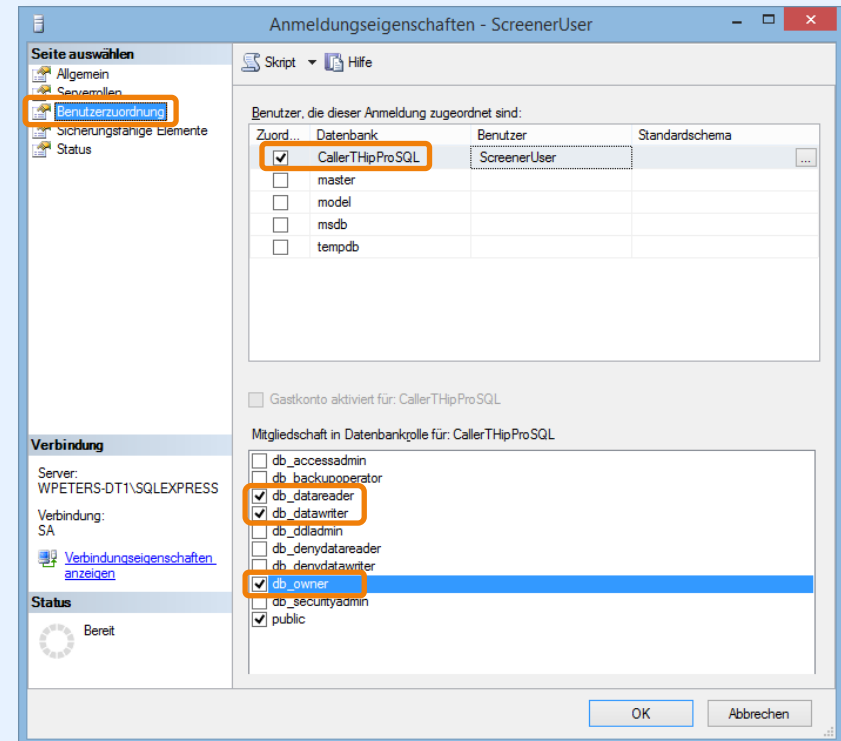 Anmeldungseigenschaften - ScreenerUser
Seite auswählen
Allgemein
Serverrollen
Benutzerzuordnung
Sicherungsfähige Elemente
Status
Skript
Hilfe
Benutzer, die dieser Anmeldung zugeordnet sind:
Zuord... Datenbank Benutzer Standardschema
CallerTHipProSQL ScreenerUser ...
master
model
msdb
tempdb
Gastkonto aktiviert für: CallerTHipProSQL
Mitgliedschaft in Datenbankrolle für: CallerTHipProSQL
db_accessadmin
db_backupoperator
db_datareader
db_datawriter
db_ddladmin
db_denydatareader
db_denydatawriter
db_owner
db_securityadmin
public
Verbindung
Server:
WPETERS-DT1\SQLEXPRESS
Verbindung:
SA
Verbindungseigenschaften
anzeigen
Status
Bereit
OK Abbrechen